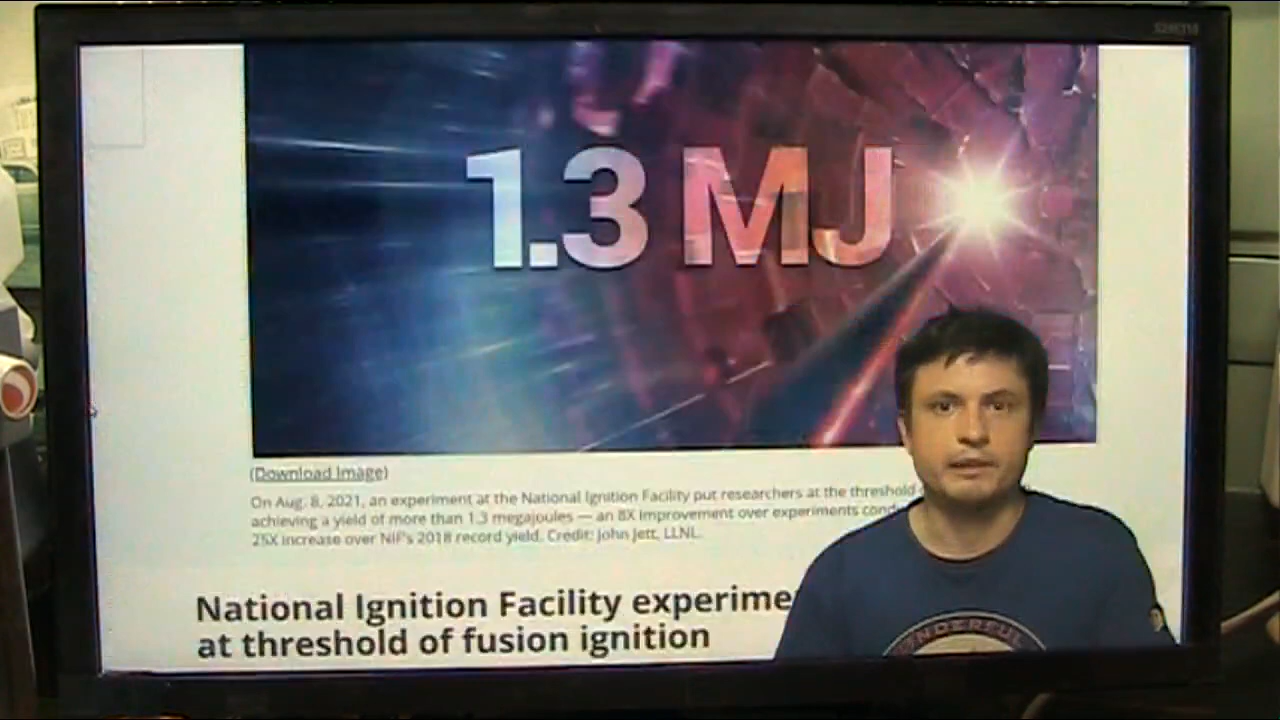 1.3 MJ
(Download Image)
On Aug. 8, 2021, an experiment at the National Ignition Facility put researchers at the threshold
achieving a yield of more than 1.3 megajoules — an 8X improvement over experiments
25X increase over NIF's 2018 record yield. Credit: John Jett, LLNL.
National Ignition Facility
at threshold of fusion ignition